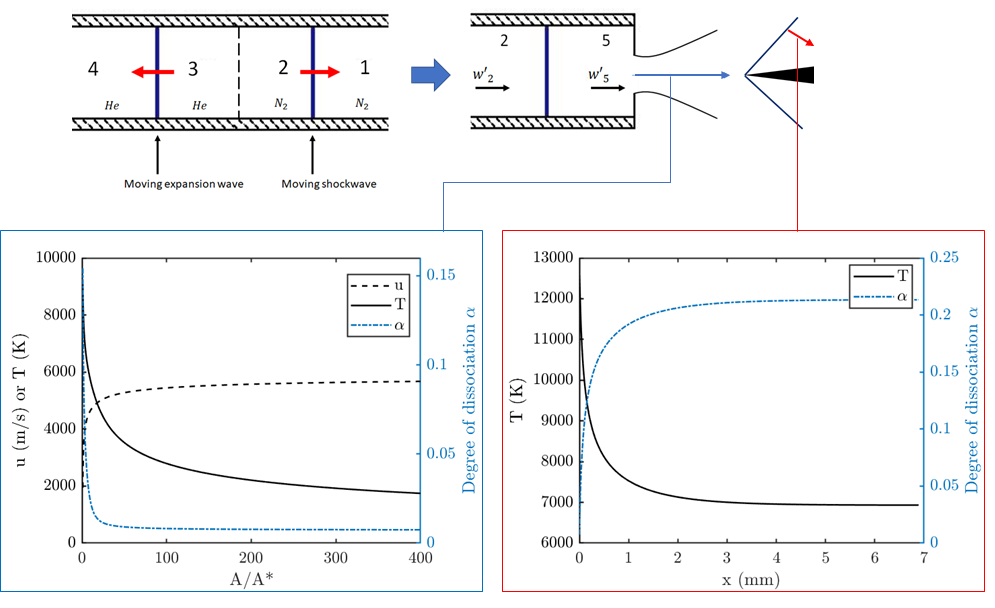 4 3 2 1
He He N₂ N₂
Moving expansion wave Moving shockwave
2 5
w'₂ w'₅
10000
8000
6000
4000
2000
0
u (m/s) or T (K)
0 100 200 300 400
A/A*
0.15
0.1
0.05
0
Degree of dissociation α
u
T
α
13000
12000
11000
10000
9000
8000
7000
6000
T (K)
0 1 2 3 4 5 6 7
x (mm)
0.25
0.2
0.15
0.1
0.05
0
Degree of dissociation α
T
α